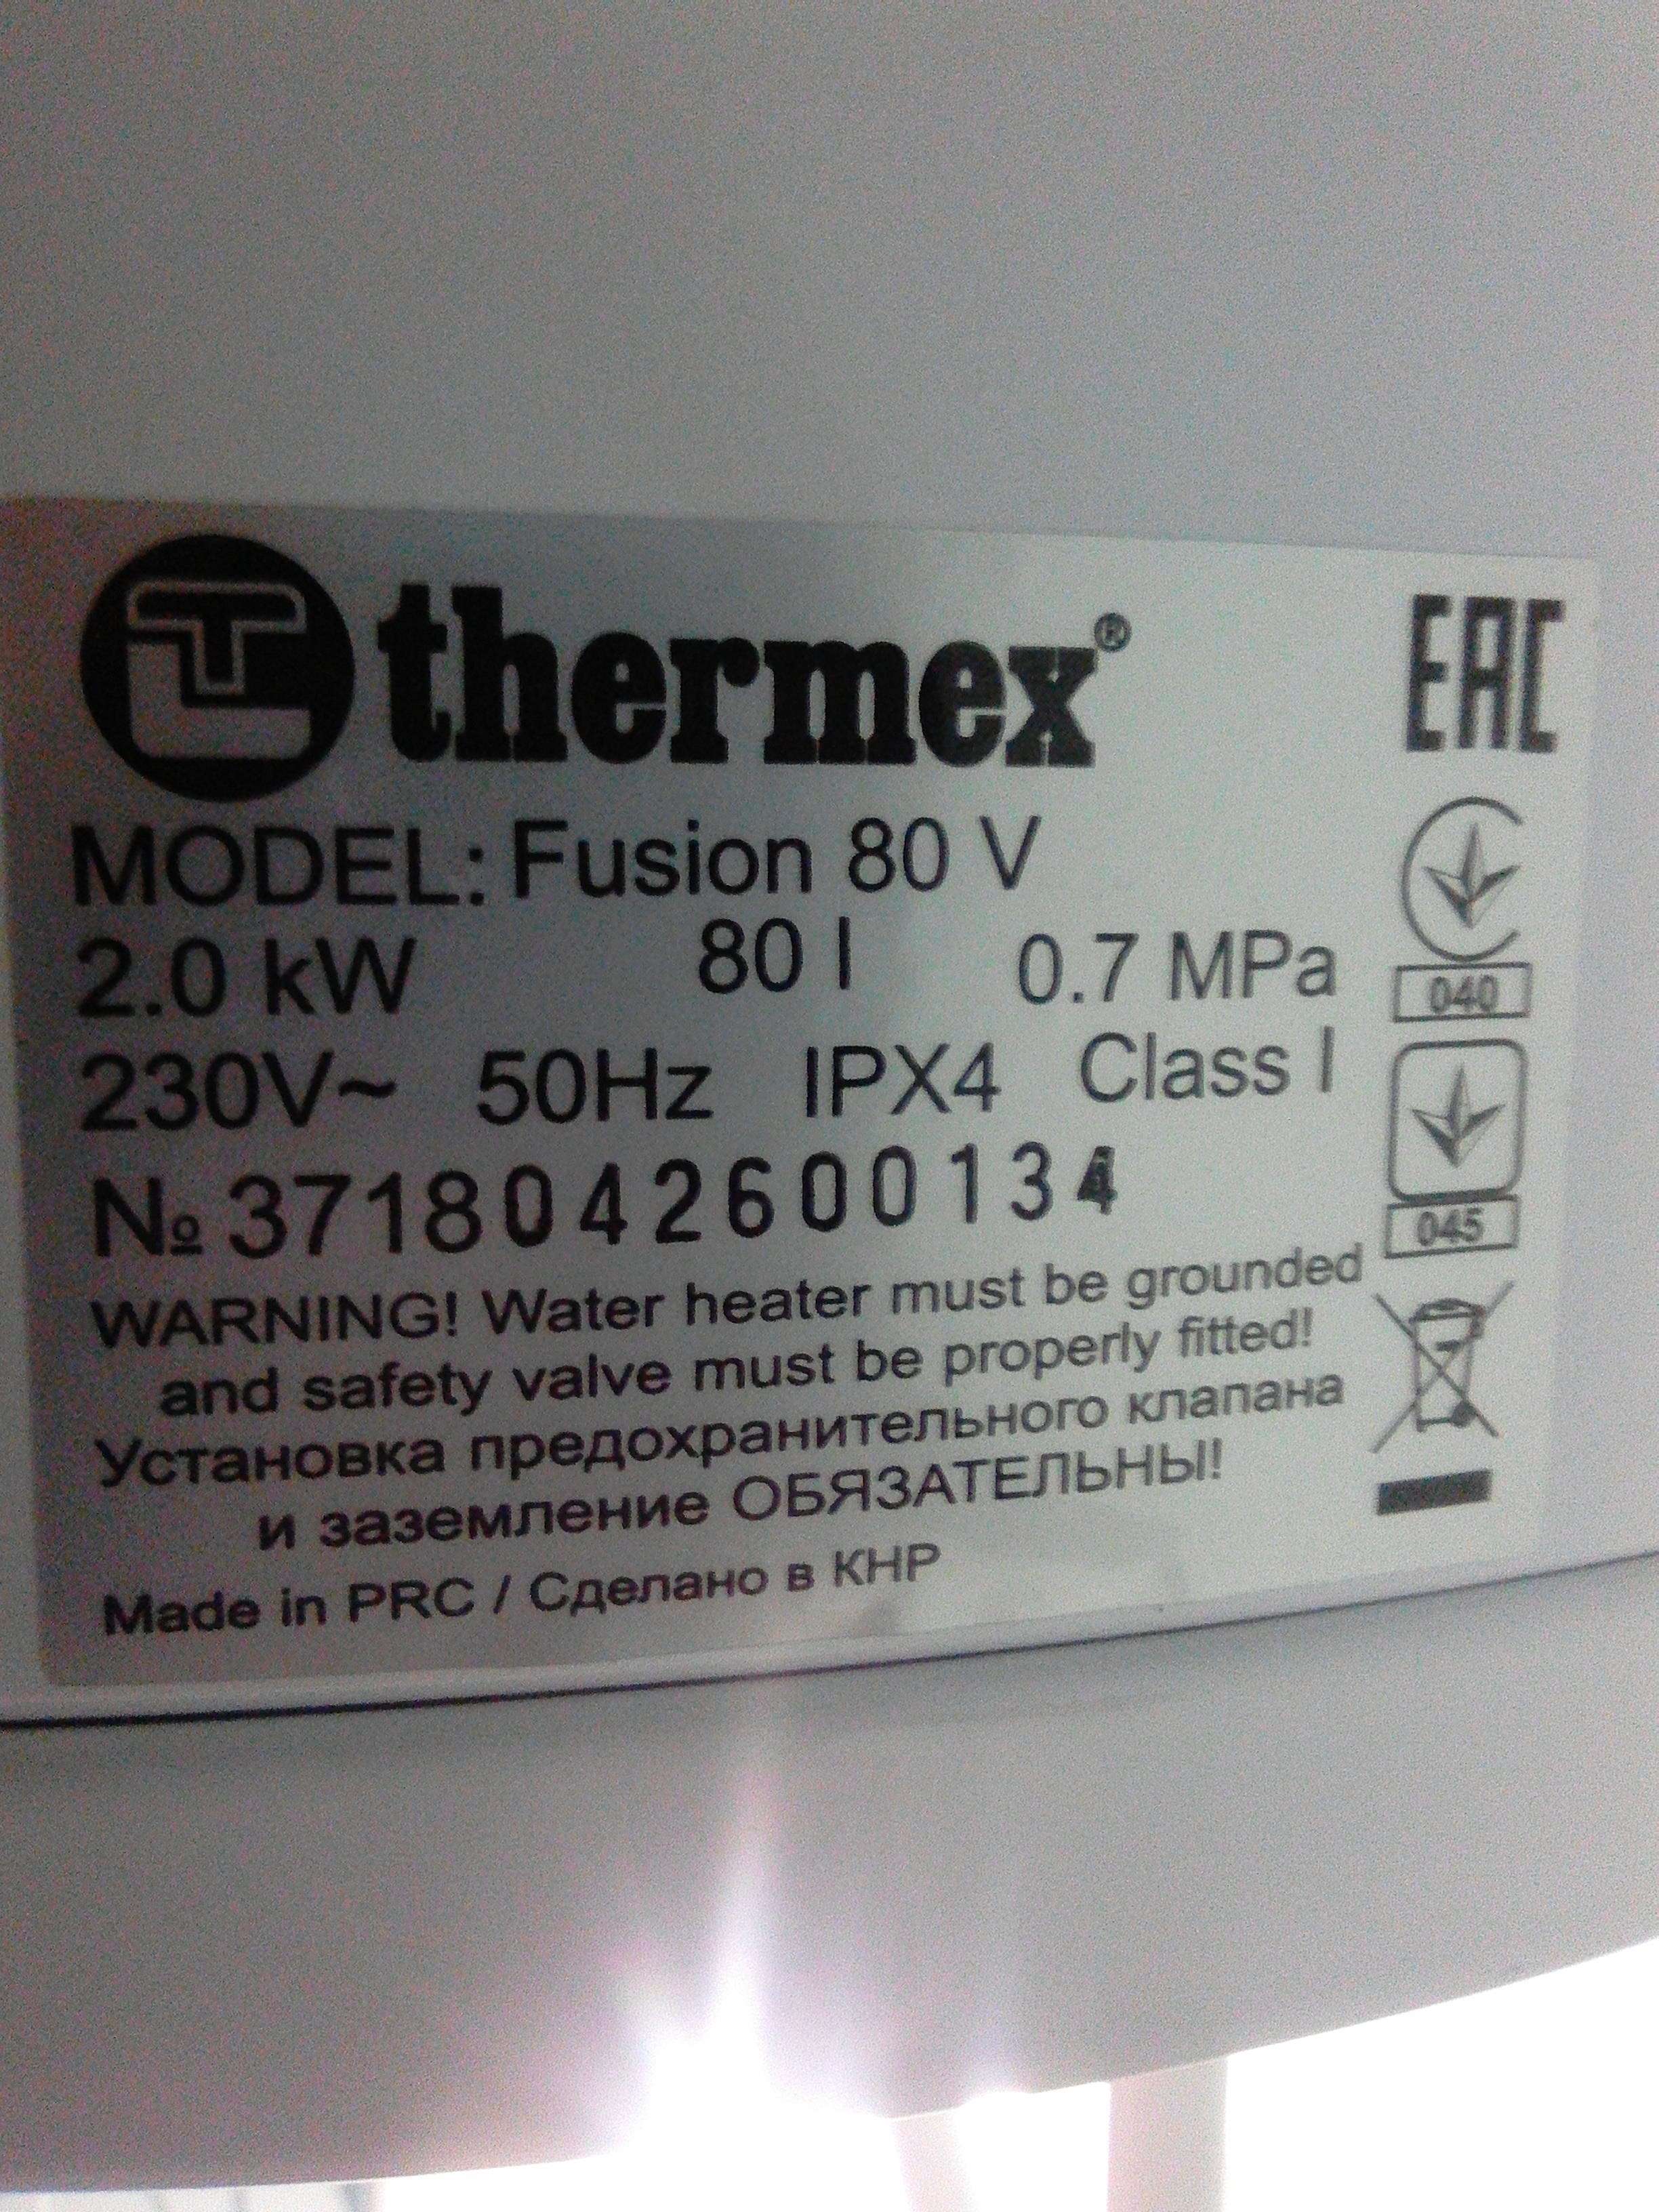 thermex®
EAC
MODEL: Fusion 80 V
2.0 kW 80 l 0.7 MPa
040
230V~ 50Hz IPX4 Class I
№ 3718042600134
045
WARNING! Water heater must be grounded
and safety valve must be properly fitted!
Установка предохранительного клапана
и заземление ОБЯЗАТЕЛЬНЫ!
Made in PRC / Сделано в КНР